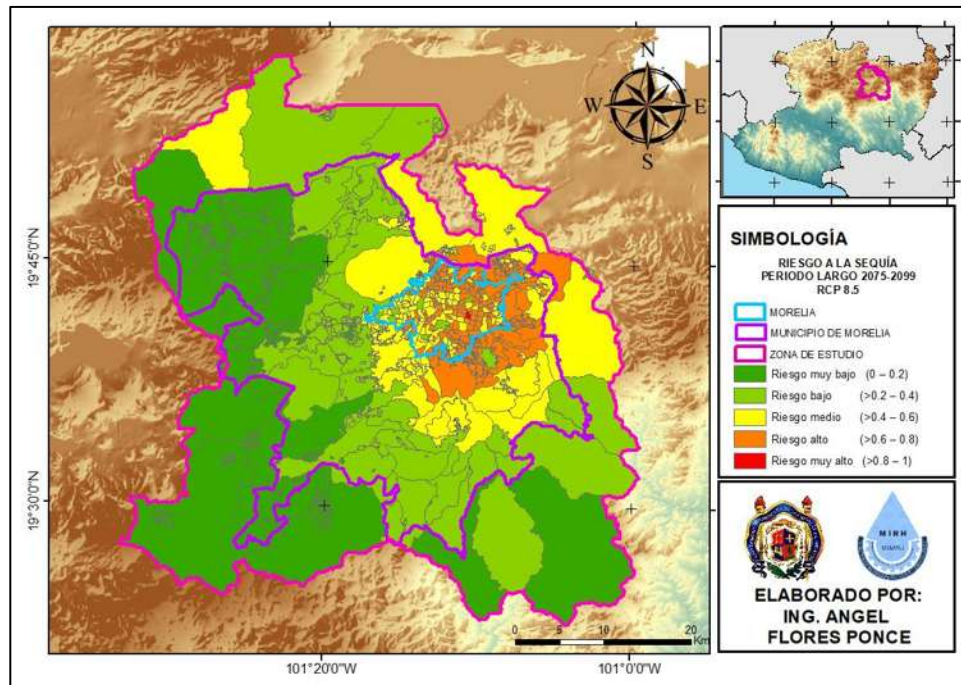 N
W
E
S
19°45'0"N
19°30'0"N
101°20'0"W
101°0'0"W
0
5
10
20
Km
SIMBOLOGÍA
RIESGO A LA SEQUÍA
PERIODO LARGO 2075-2099
RCP 8.5
MORELIA
MUNICIPIO DE MORELIA
ZONA DE ESTUDIO
Riesgo muy bajo (0 – 0.2)
Riesgo bajo (>0.2 – 0.4)
Riesgo medio (>0.4 – 0.6)
Riesgo alto (>0.6 – 0.8)
Riesgo muy alto (>0.8 – 1)
MIRH
ELABORADO POR:
ING. ANGEL
FLORES PONCE